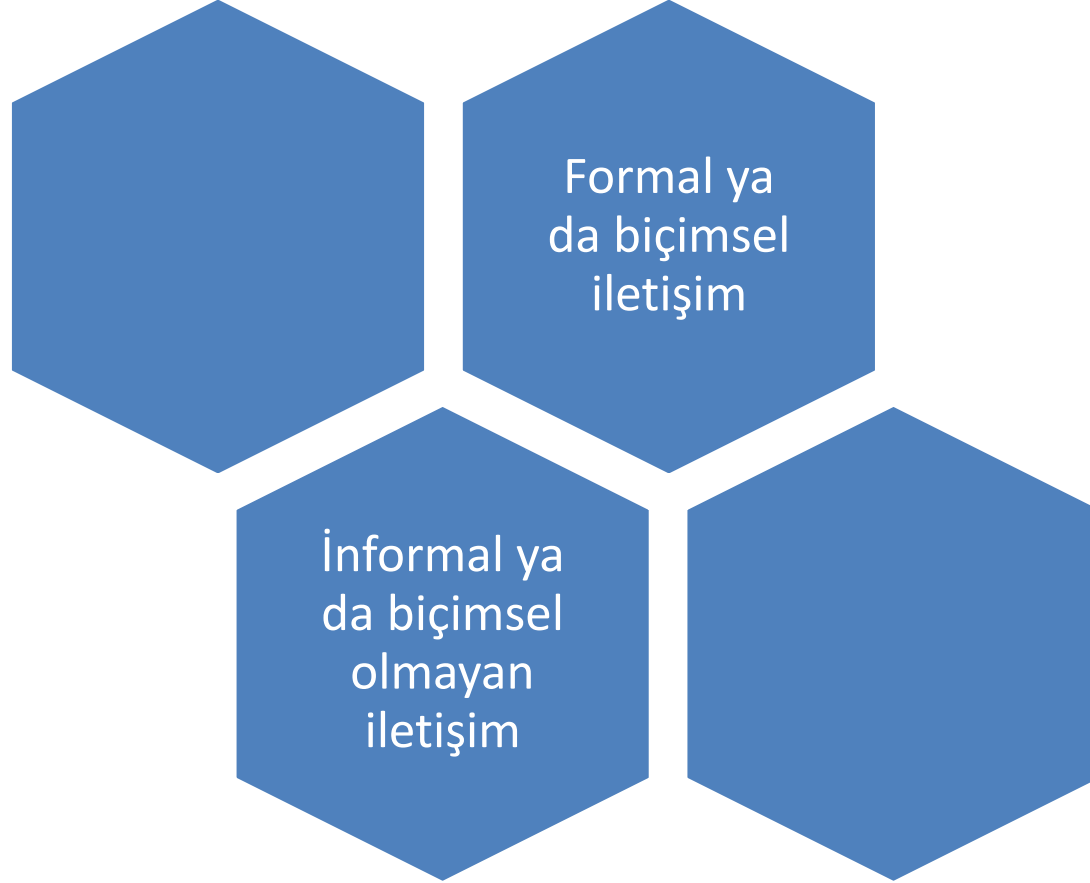 Formal ya
da biçimsel
iletişim
İnformal ya
da biçimsel
olmayan
iletişim